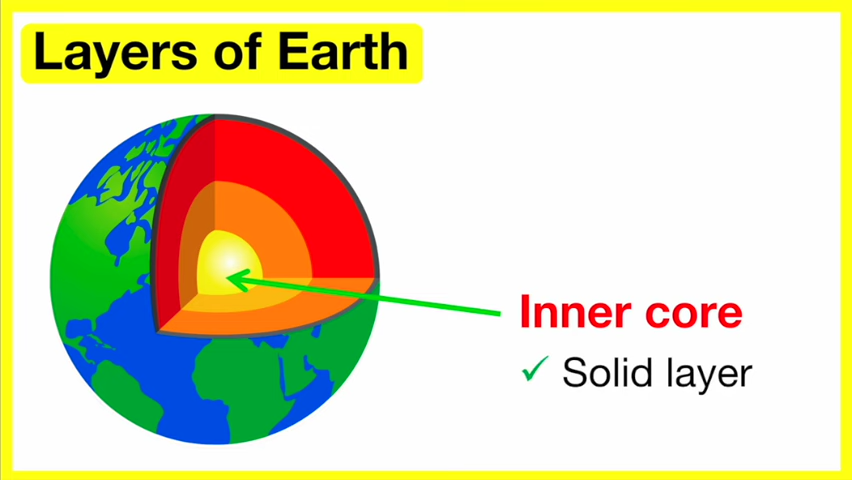 Layers of Earth
Inner core
✓ Solid layer